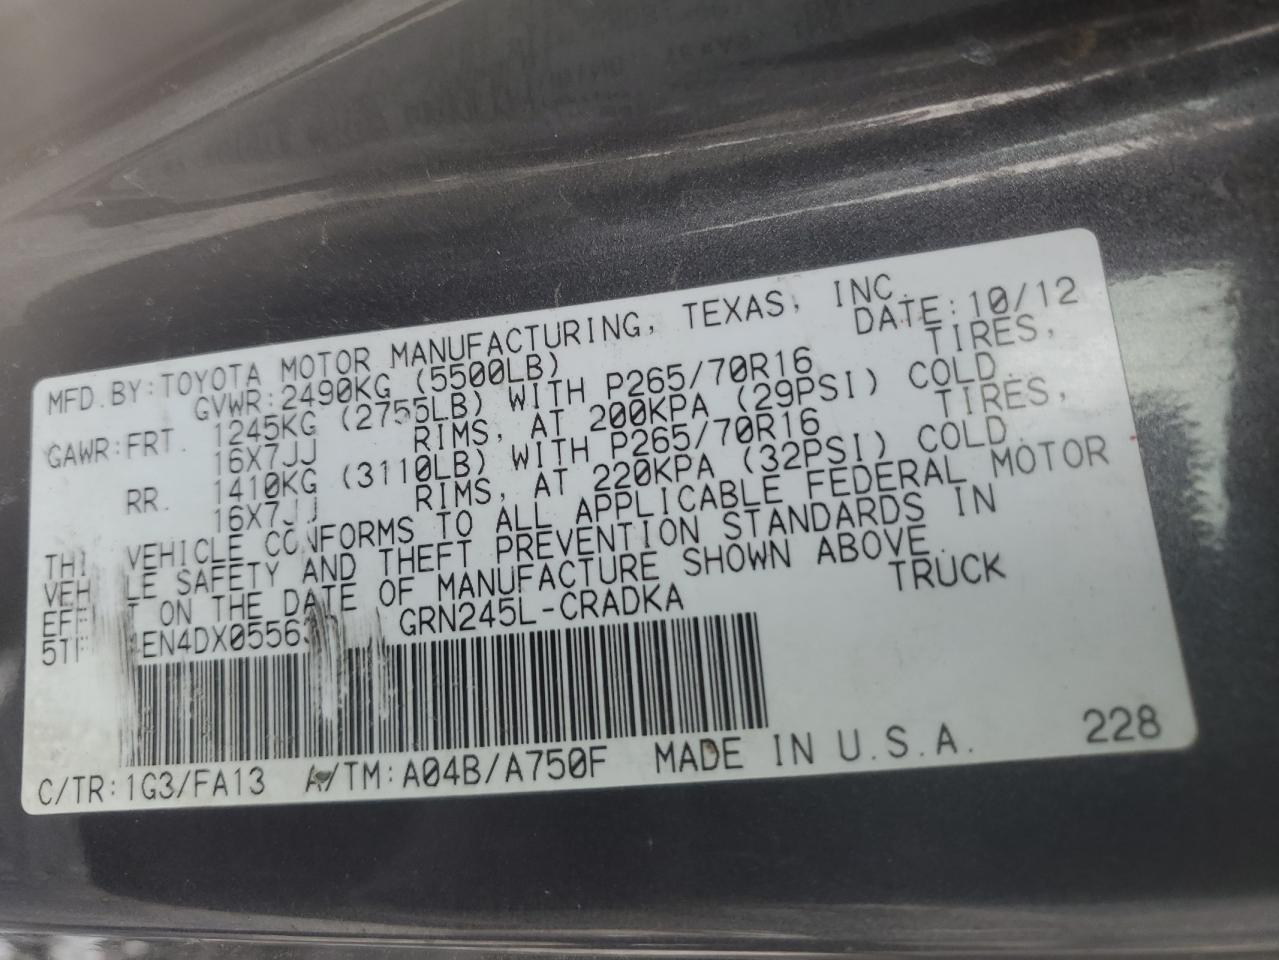 MFD.BY:TOYOTA MOTOR MANUFACTURING, TEXAS, INC.
GVWR:2490KG (5500LB) DATE:10/12
GAWR:FRT. 1245KG (2755LB) WITH P265/70R16 TIRES,
16X7JJ RIMS, AT 200KPA (29PSI) COLD.
RR. 1410KG (3110LB) WITH P265/70R16 TIRES,
16X7JJ RIMS, AT 220KPA (32PSI) COLD.
VEHICLE CONFORMS TO ALL APPLICABLE FEDERAL MOTOR
SAFETY AND THEFT PREVENTION STANDARDS IN
ON THE DATE OF MANUFACTURE SHOWN ABOVE.
GRN245L-CRADKA TRUCK
C/TR:1G3/FA13 A/TM:A04B/A750F MADE IN U.S.A. 228